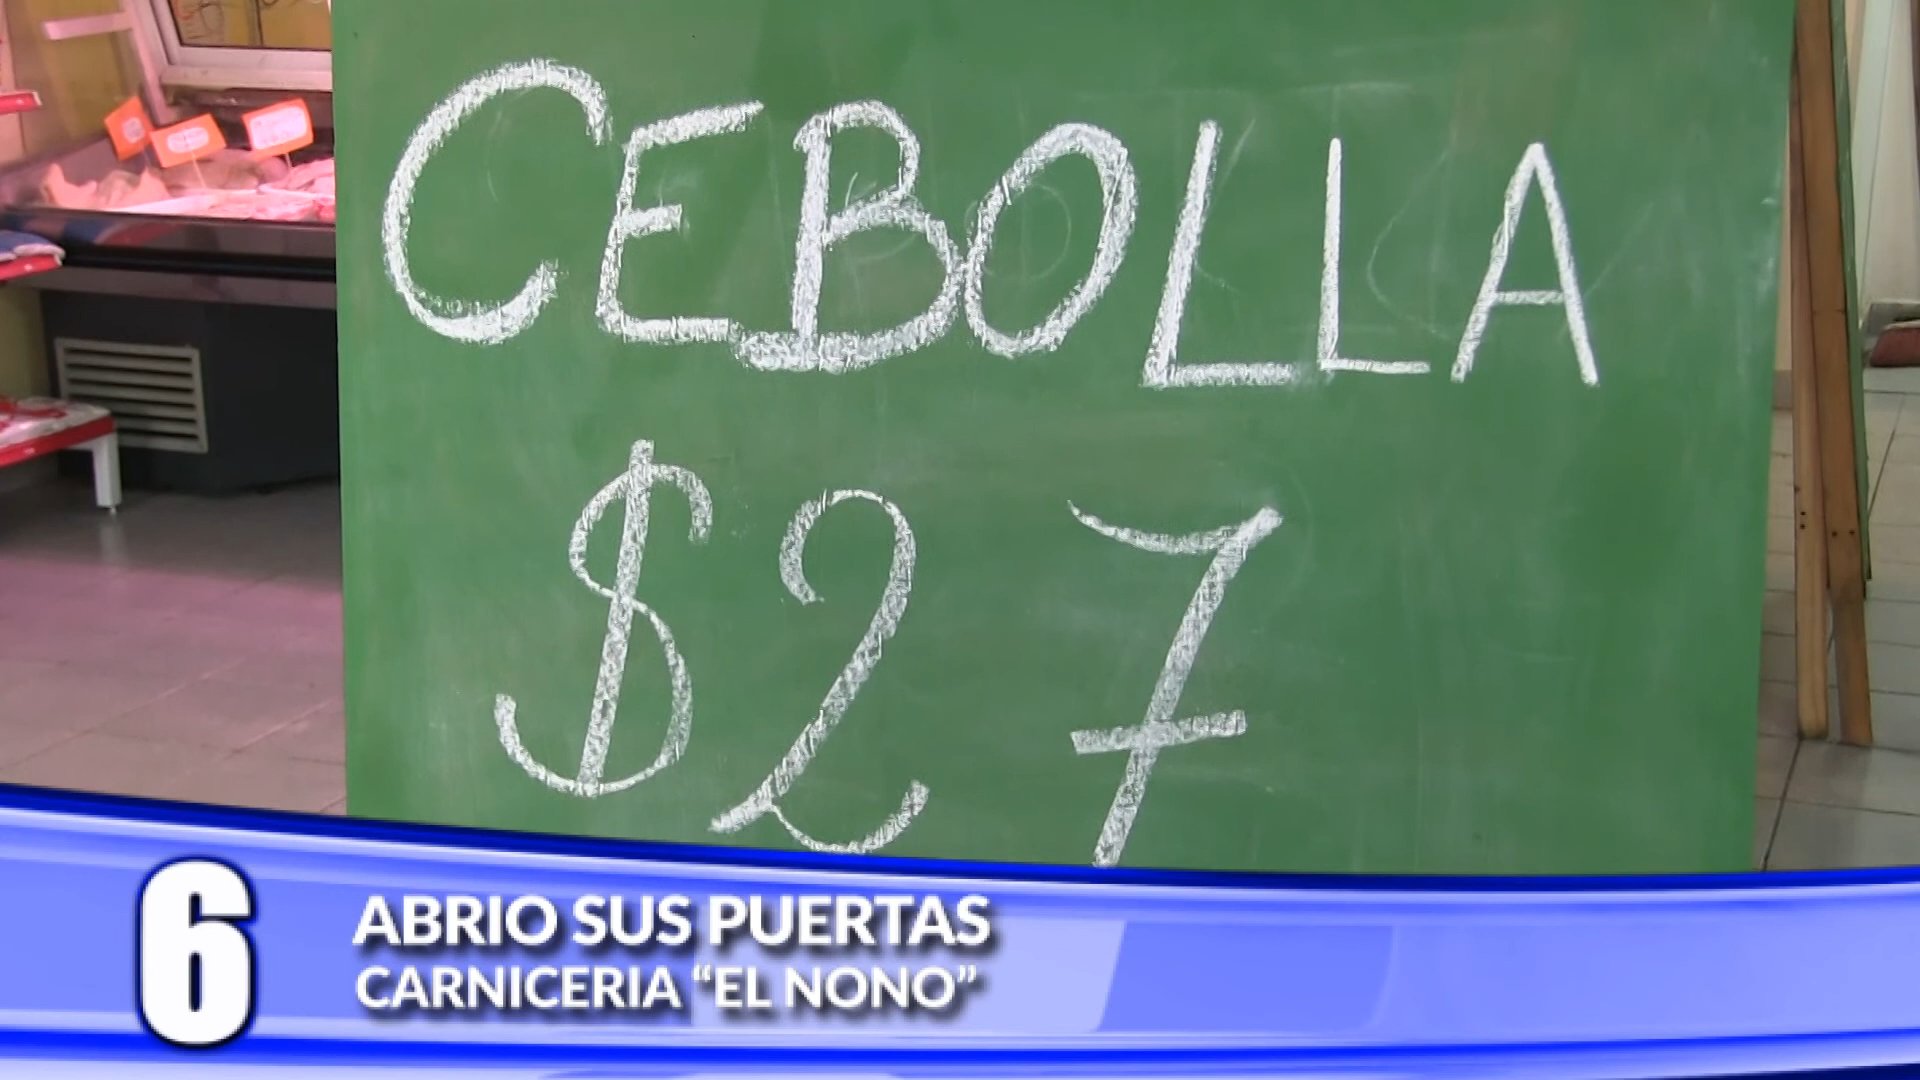 CEBOLLA
$27
6
ABRIO SUS PUERTAS
CARNICERIA “EL NONO”